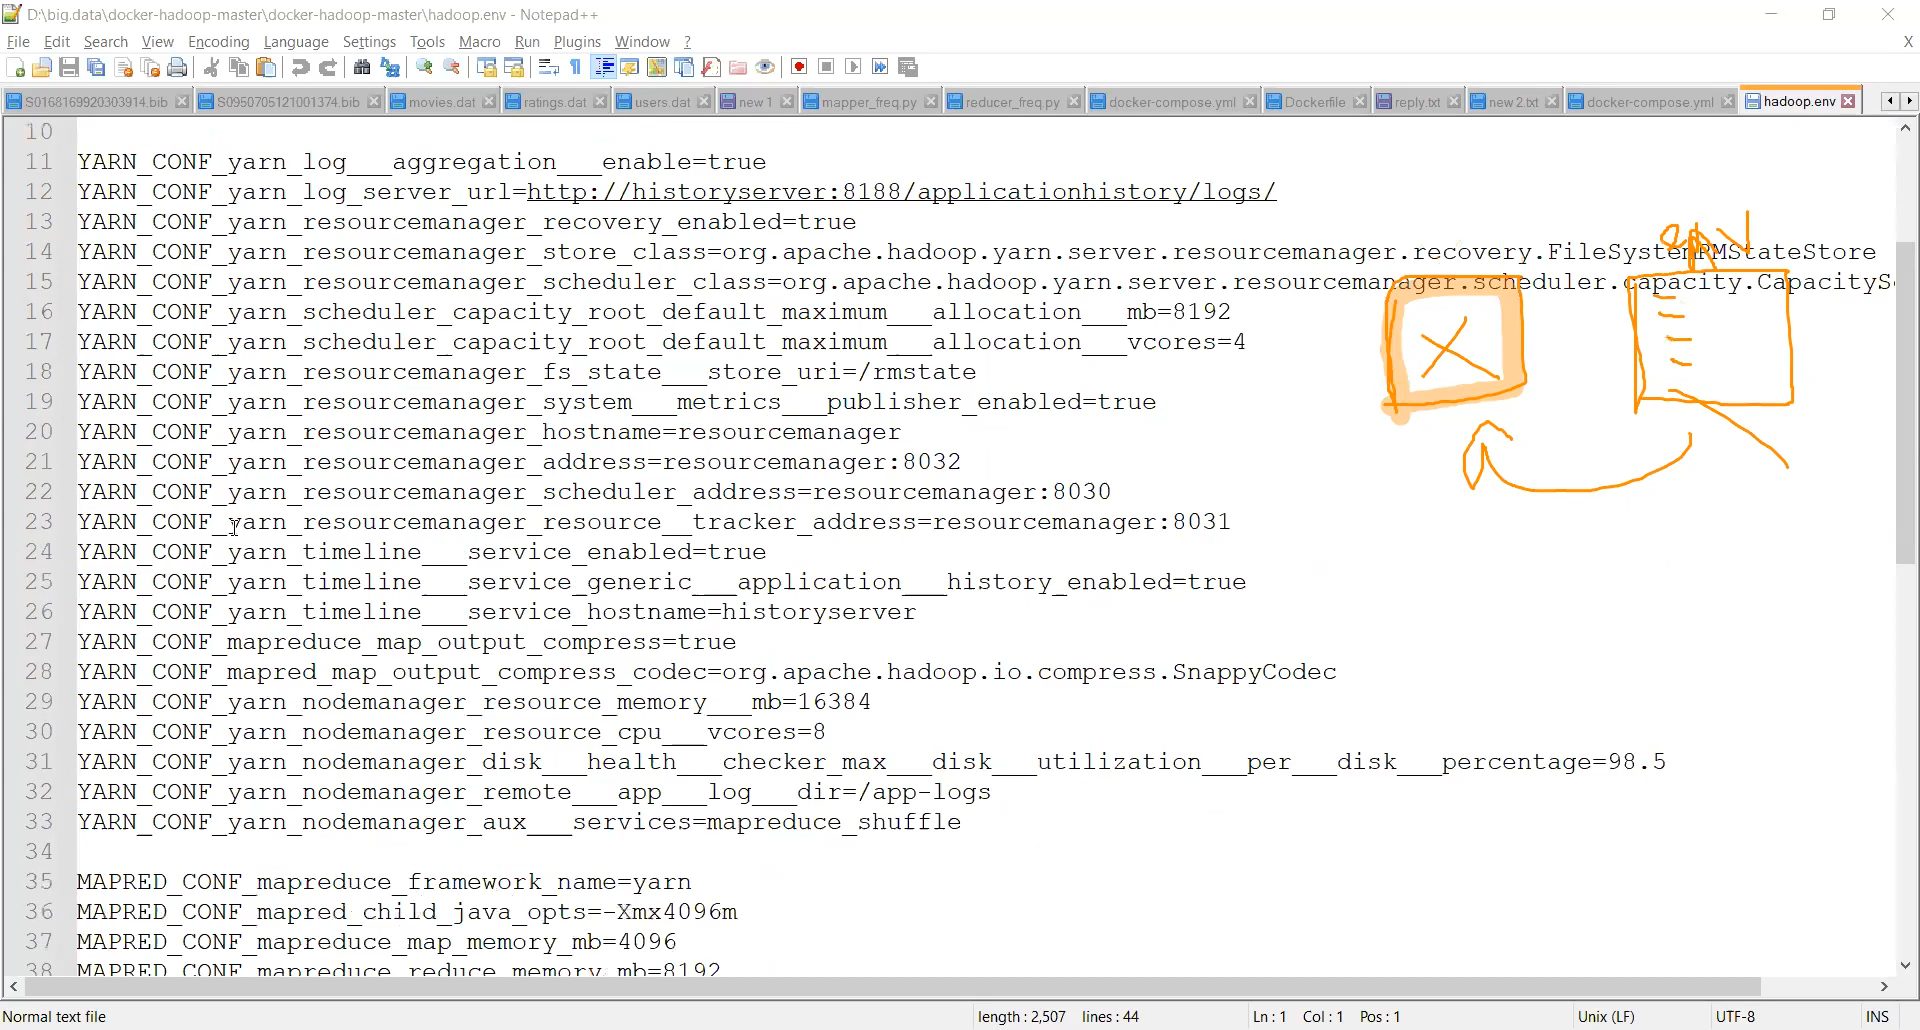 D:\big.data\docker-hadoop-master\docker-hadoop-master\hadoop.env - Notepad++
File Edit Search View Encoding Language Settings Tools Macro Run Plugins Window ? X
S0168169920303914.bib S0950705121001374.bib movies.dat ratings.dat users.dat new 1 mapper_freq.py reducer_freq.py docker-compose.yml Dockerfile reply.txt new 2.txt docker-compose.yml hadoop.env
10
11 YARN_CONF_yarn_log___aggregation___enable=true
12 YARN_CONF_yarn_log_server_url=http://historyserver:8188/applicationhistory/logs/
13 YARN_CONF_yarn_resourcemanager_recovery_enabled=true
env
14 YARN_CONF_yarn_resourcemanager_store_class=org.apache.hadoop.yarn.server.resourcemanager.recovery.FileSystemRMStateStore
15 YARN_CONF_yarn_resourcemanager_scheduler_class=org.apache.hadoop.yarn.server.resourcemanager.scheduler.capacity.CapacityS
16 YARN_CONF_yarn_scheduler_capacity_root_default_maximum___allocation___mb=8192
17 YARN_CONF_yarn_scheduler_capacity_root_default_maximum___allocation___vcores=4
18 YARN_CONF_yarn_resourcemanager_fs_state___store_uri=/rmstate
19 YARN_CONF_yarn_resourcemanager_system___metrics___publisher_enabled=true
20 YARN_CONF_yarn_resourcemanager_hostname=resourcemanager
21 YARN_CONF_yarn_resourcemanager_address=resourcemanager:8032
22 YARN_CONF_yarn_resourcemanager_scheduler_address=resourcemanager:8030
23 YARN_CONF_yarn_resourcemanager_resource__tracker_address=resourcemanager:8031
24 YARN_CONF_yarn_timeline___service_enabled=true
25 YARN_CONF_yarn_timeline___service_generic___application___history_enabled=true
26 YARN_CONF_yarn_timeline___service_hostname=historyserver
27 YARN_CONF_mapreduce_map_output_compress=true
28 YARN_CONF_mapred_map_output_compress_codec=org.apache.hadoop.io.compress.SnappyCodec
29 YARN_CONF_yarn_nodemanager_resource_memory___mb=16384
30 YARN_CONF_yarn_nodemanager_resource_cpu___vcores=8
31 YARN_CONF_yarn_nodemanager_disk___health___checker_max___disk___utilization___per___disk___percentage=98.5
32 YARN_CONF_yarn_nodemanager_remote___app___log___dir=/app-logs
33 YARN_CONF_yarn_nodemanager_aux___services=mapreduce_shuffle
34
35 MAPRED_CONF_mapreduce_framework_name=yarn
36 MAPRED_CONF_mapred_child_java_opts=-Xmx4096m
37 MAPRED_CONF_mapreduce_map_memory_mb=4096
38 MAPRED_CONF_mapreduce_reduce_memory_mb=8192
Normal text file length : 2,507 lines : 44 Ln : 1 Col : 1 Pos : 1 Unix (LF) UTF-8 INS